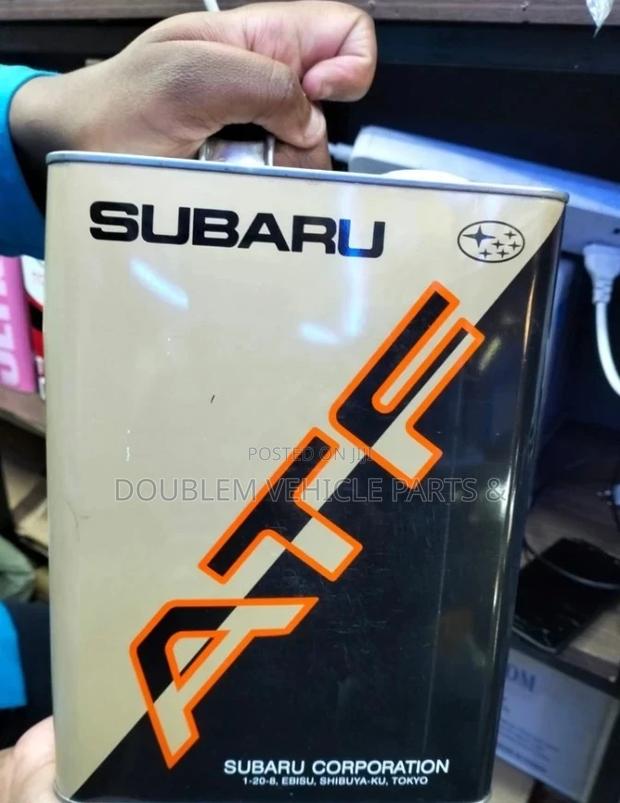 SUBARU
ATF
POSTED ON JIJI
DOUBLEM VEHICLE PARTS &
SUBARU CORPORATION
1-20-8, EBISU, SHIBUYA-KU, TOKYO